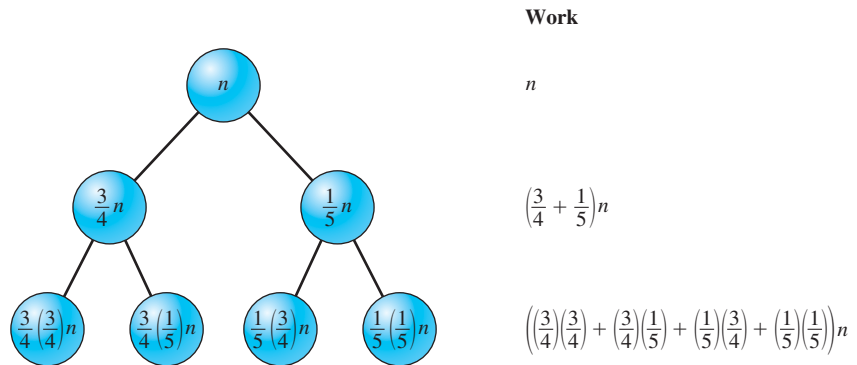 Work
n n
3/4 n 1/5 n (3/4 + 1/5)n
3/4(3/4)n 3/4(1/5)n 1/5(3/4)n 1/5(1/5)n ((3/4)(3/4) + (3/4)(1/5) + (1/5)(3/4) + (1/5)(1/5))n